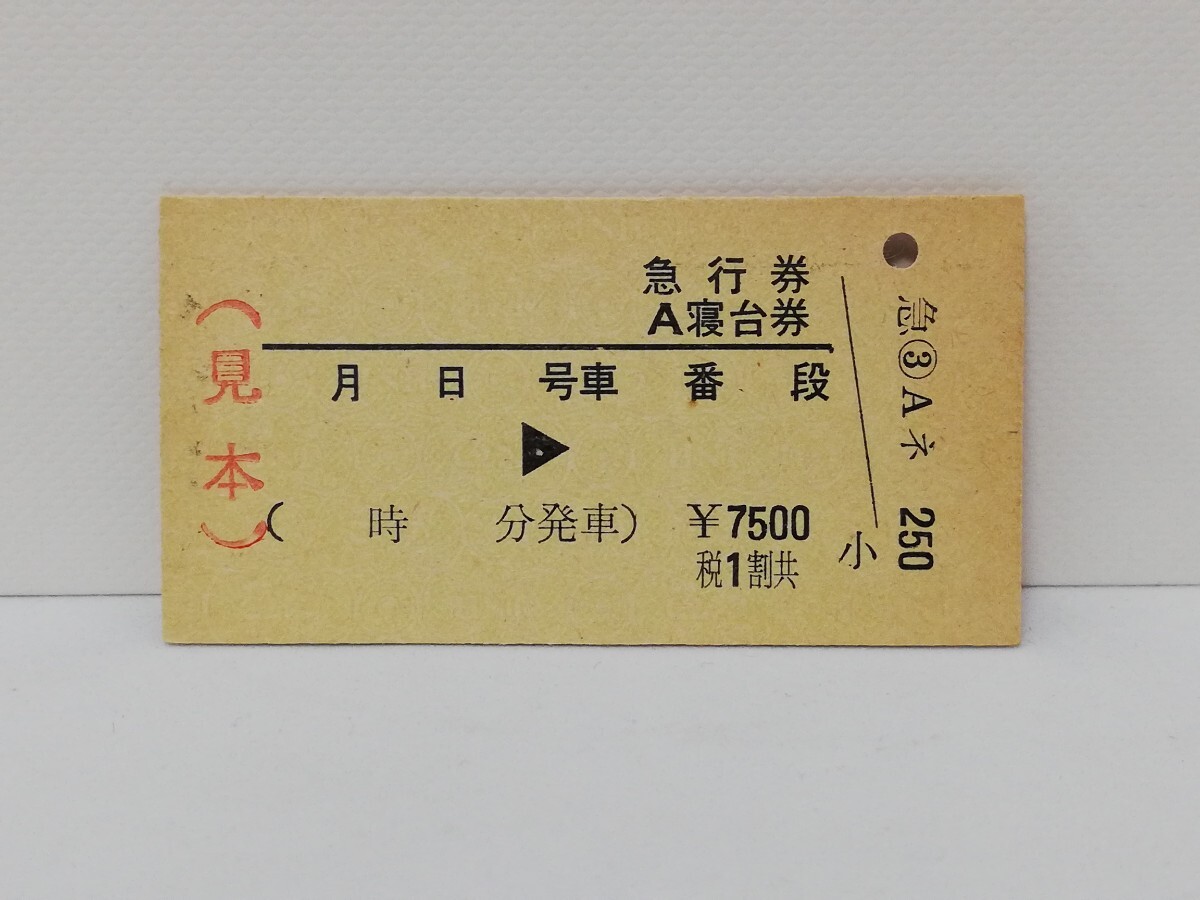 (見本)
急行券
A寝台券
月 日 号車 番 段
▶
( 時 分発車) ¥7500
税1割共
小
急③Aネ 250